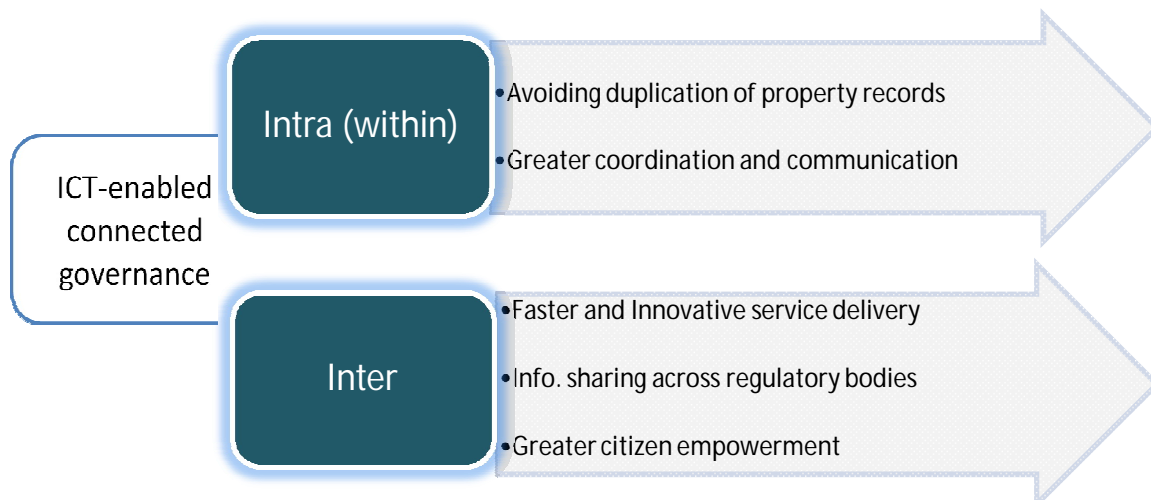 ICT-enabled
connected
governance
Intra (within)
•Avoiding duplication of property records
•Greater coordination and communication
Inter
•Faster and Innovative service delivery
•Info. sharing across regulatory bodies
•Greater citizen empowerment